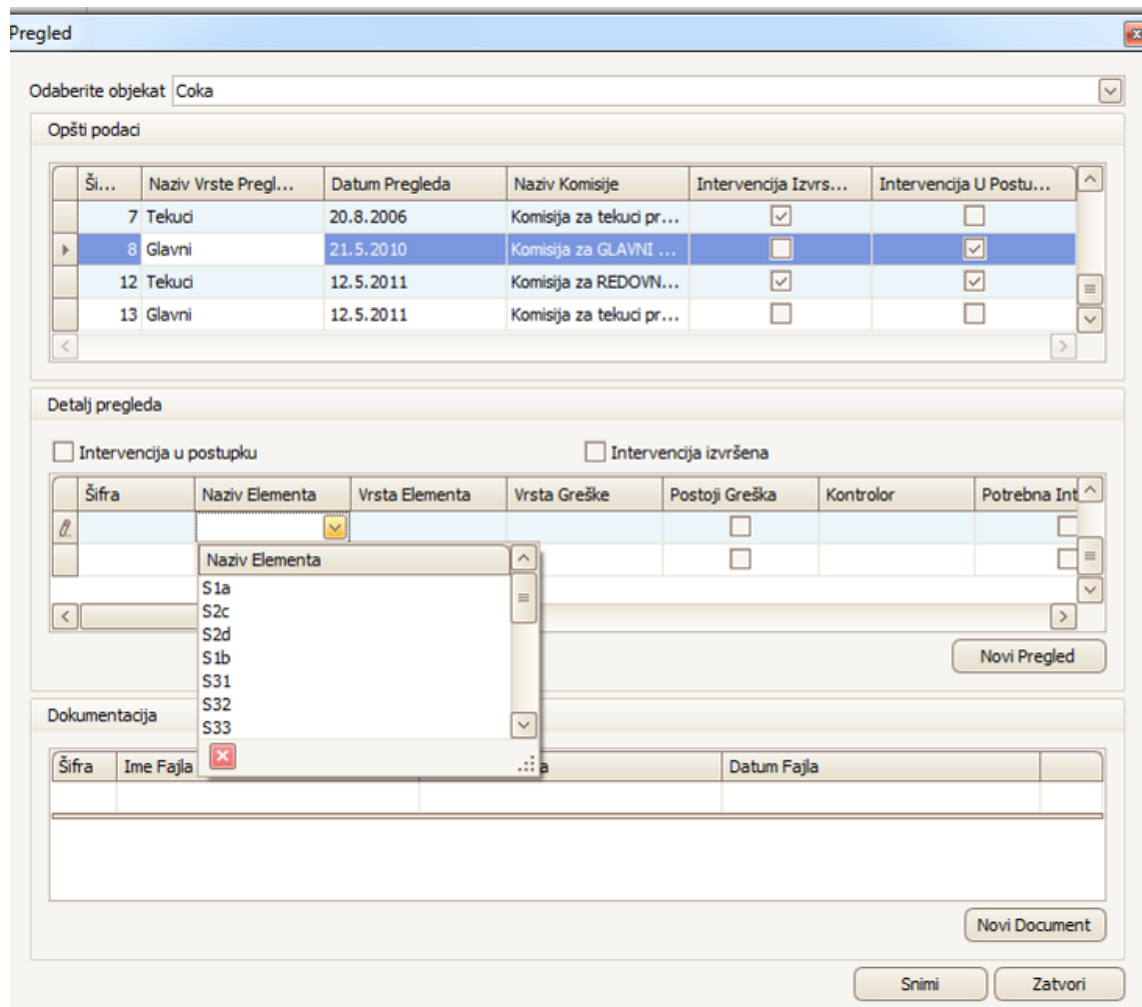 Pregled
Odaberite objekat Coka
Opšti podaci
Ši... Naziv Vrste Pregl... Datum Pregleda Naziv Komisije Intervencija Izvrs... Intervencija U Postu...
7 Tekuci 20.8.2006 Komisija za tekuci pr...
8 Glavni 21.5.2010 Komisija za GLAVNI ...
12 Tekuci 12.5.2011 Komisija za REDOVN...
13 Glavni 12.5.2011 Komisija za tekuci pr...
Detalj pregleda
Intervencija u postupku Intervencija izvršena
Šifra Naziv Elementa Vrsta Elementa Vrsta Greške Postoji Greška Kontrolor Potrebna Int
Naziv Elementa
S1a
S2c
S2d
S1b
S31
S32
S33
Novi Pregled
Dokumentacija
Šifra Ime Fajla a Datum Fajla
Novi Document
Snimi Zatvori